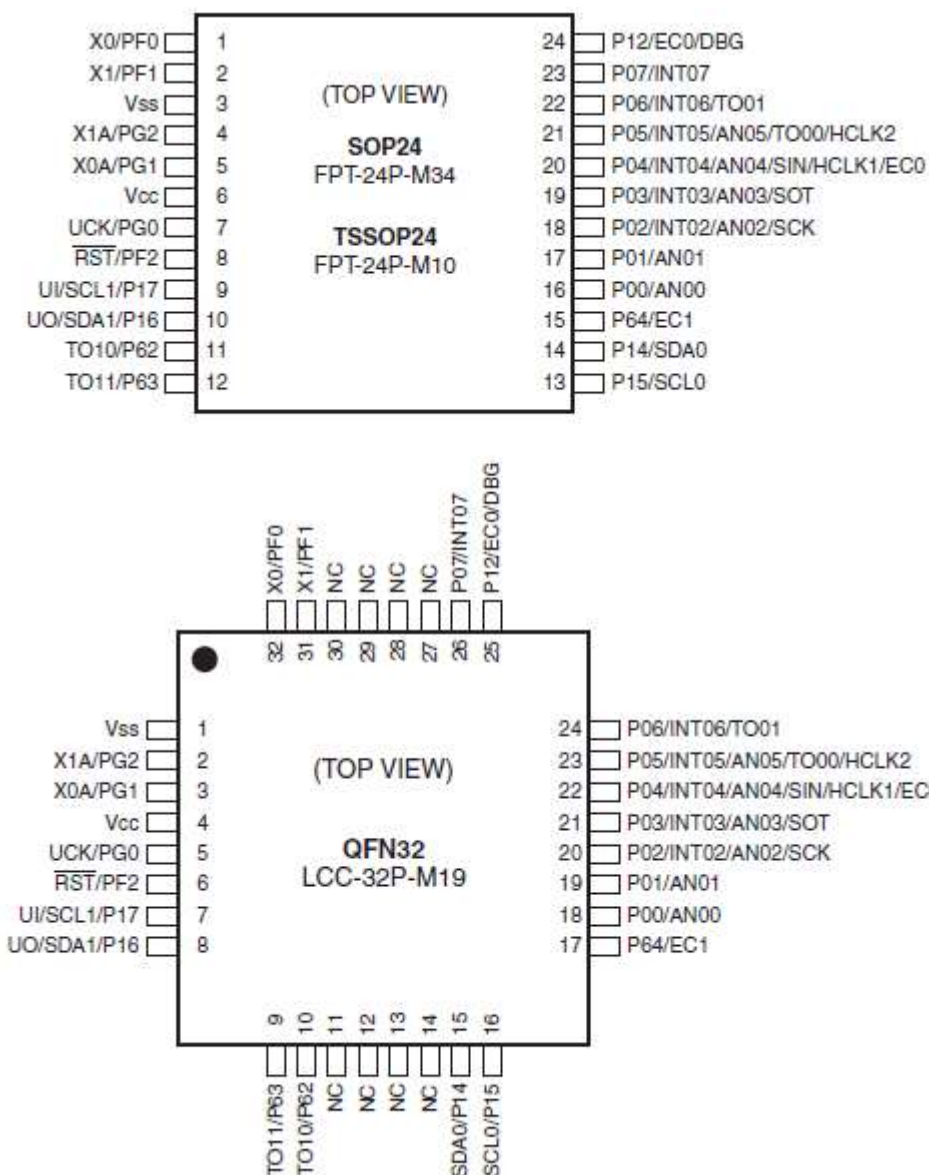 X0/PF0 1 24 P12/EC0/DBG
X1/PF1 2 23 P07/INT07
Vss 3 (TOP VIEW) 22 P06/INT06/TO01
X1A/PG2 4 21 P05/INT05/AN05/TO00/HCLK2
SOP24
X0A/PG1 5 20 P04/INT04/AN04/SIN/HCLK1/EC0
FPT-24P-M34
Vcc 6 19 P03/INT03/AN03/SOT
UCK/PG0 7 18 P02/INT02/AN02/SCK
TSSOP24
RST/PF2 8 FPT-24P-M10 17 P01/AN01
UI/SCL1/P17 9 16 P00/AN00
UO/SDA1/P16 10 15 P64/EC1
TO10/P62 11 14 P14/SDA0
TO11/P63 12 13 P15/SCL0
X0/PF0 X1/PF1 NC NC NC NC P07/INT07 P12/EC0/DBG
32 31 30 29 28 27 26 25
Vss 1 24 P06/INT06/TO01
X1A/PG2 2 23 P05/INT05/AN05/TO00/HCLK2
(TOP VIEW)
X0A/PG1 3 22 P04/INT04/AN04/SIN/HCLK1/EC
Vcc 4 21 P03/INT03/AN03/SOT
UCK/PG0 5 QFN32 20 P02/INT02/AN02/SCK
RST/PF2 6 LCC-32P-M19 19 P01/AN01
UI/SCL1/P17 7 18 P00/AN00
UO/SDA1/P16 8 17 P64/EC1
9 10 11 12 13 14 15 16
TO11/P63 TO10/P62 NC NC NC NC SDA0/P14 SCL0/P15